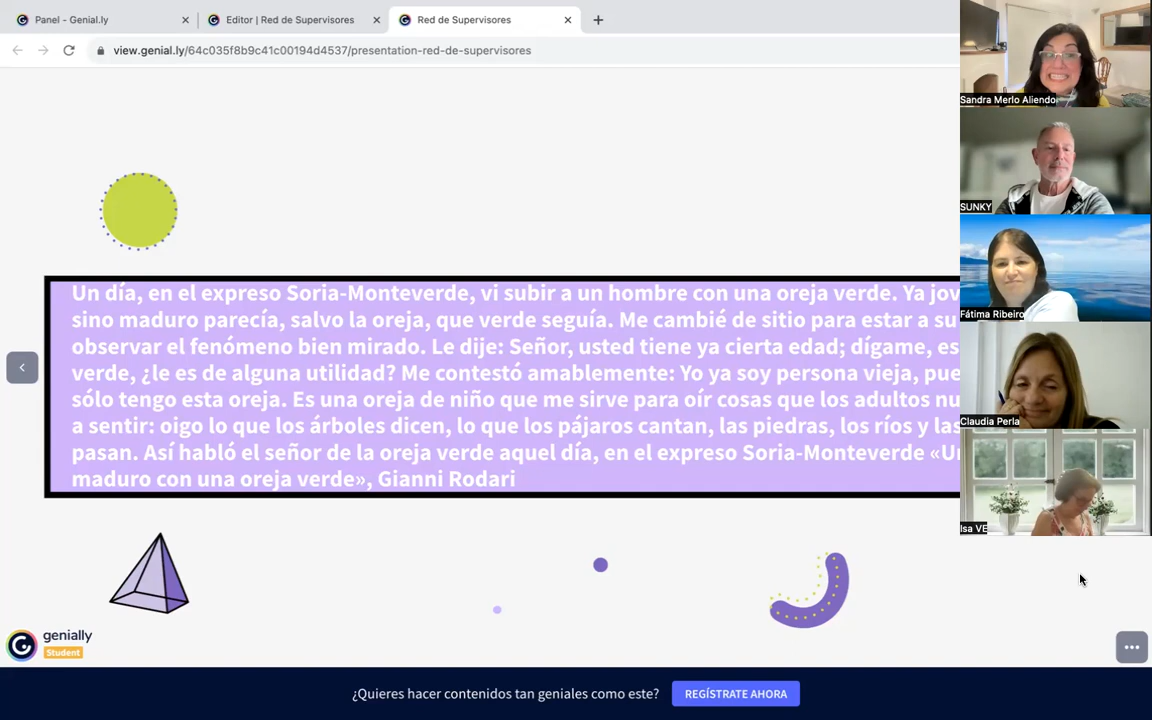 Panel - Genial.ly
Editor | Red de Supervisores
Red de Supervisores
view.genial.ly/64c035f8b9c41c00194d4537/presentation-red-de-supervisores
Sandra Merlo Aliendo
SUNKY
Fátima Ribeiro
Claudia Perla
Isa VE
Un día, en el expreso Soria-Monteverde, vi subir a un hombre con una oreja verde. Ya
sino maduro parecía, salvo la oreja, que verde seguía. Me cambié de sitio para estar a su
observar el fenómeno bien mirado. Le dije: Señor, usted tiene ya cierta edad; dígame,
verde, ¿le es de alguna utilidad? Me contestó amablemente: Yo ya soy persona vieja,
sólo tengo esta oreja. Es una oreja de niño que me sirve para oír cosas que los adultos
a sentir: oigo lo que los árboles dicen, lo que los pájaros cantan, las piedras, los ríos y
pasan. Así habló el señor de la oreja verde aquel día, en el expreso Soria-Monteverde
maduro con una oreja verde», Gianni Rodari
genially
Student
¿Quieres hacer contenidos tan geniales como este?
REGÍSTRATE AHORA